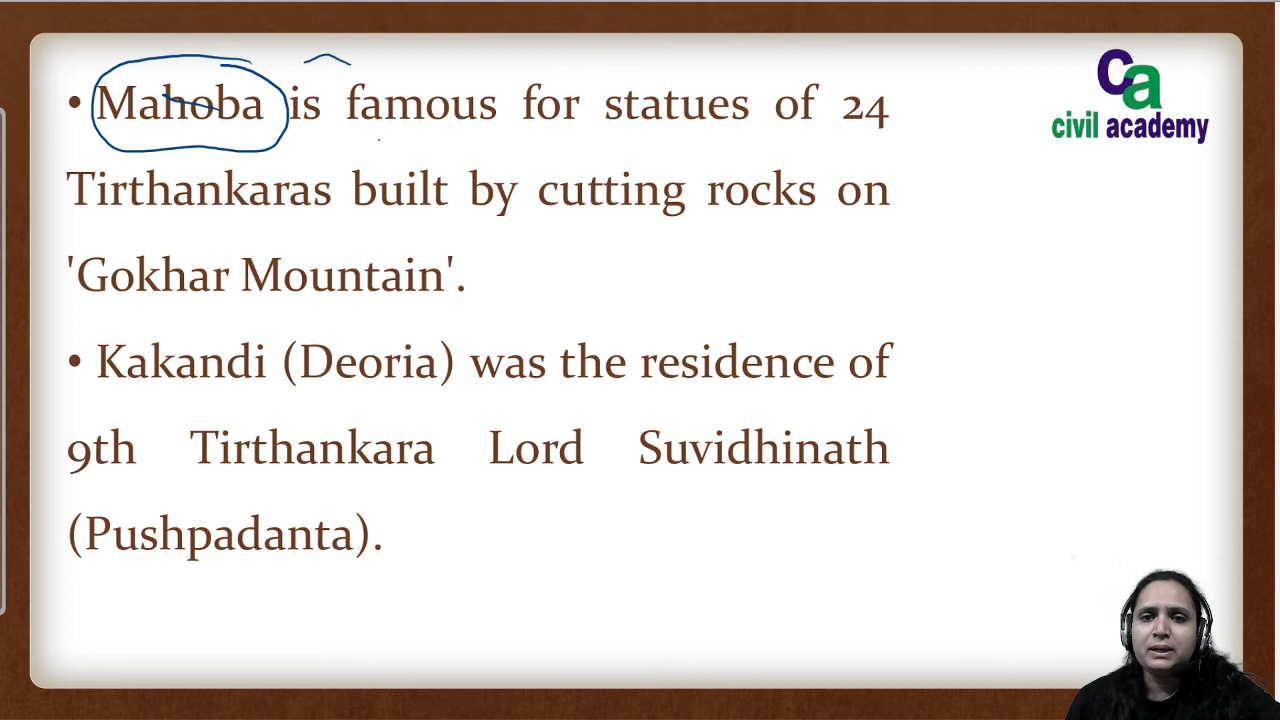 • Mahoba is famous for statues of 24
Tirthankaras built by cutting rocks on
'Gokhar Mountain'.
• Kakandi (Deoria) was the residence of
9th Tirthankara Lord Suvidhinath
(Pushpadanta).
ca
civil academy